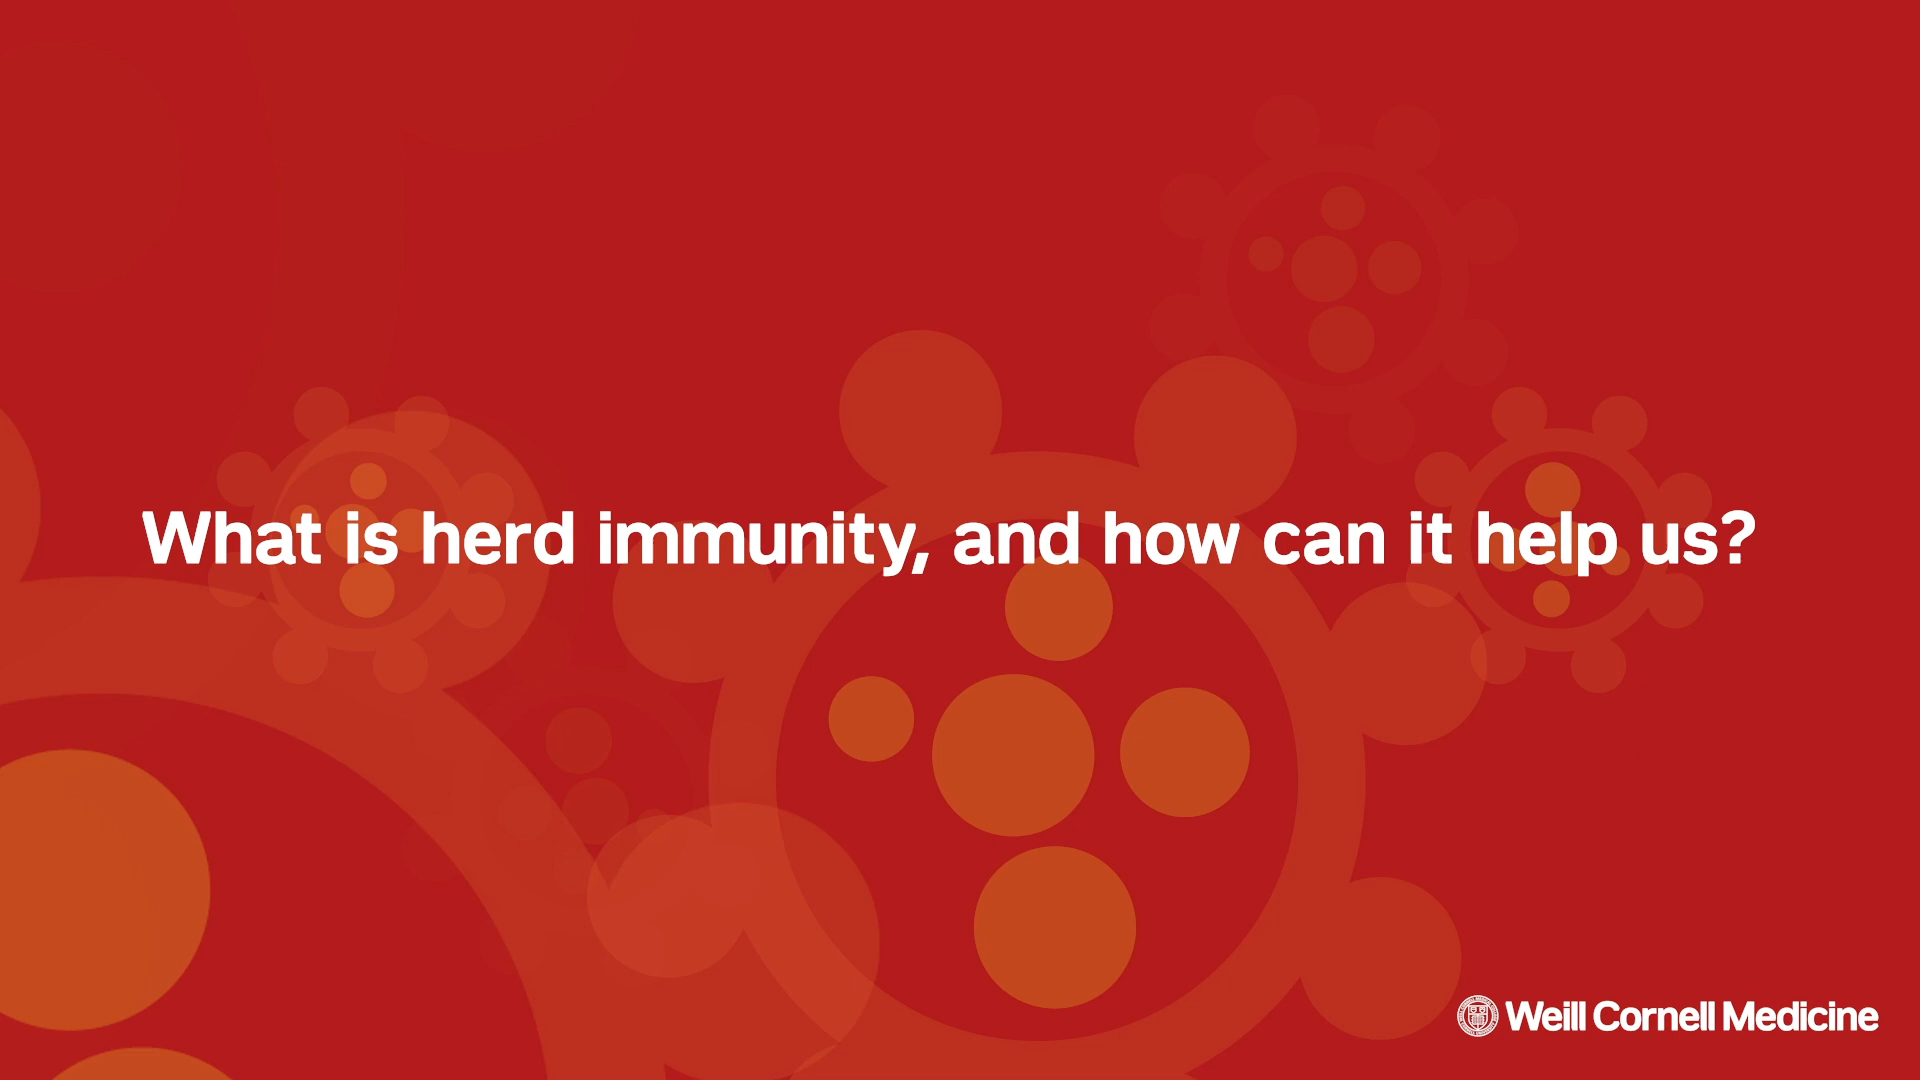 What is herd immunity, and how can it help us?
Weill Cornell Medicine